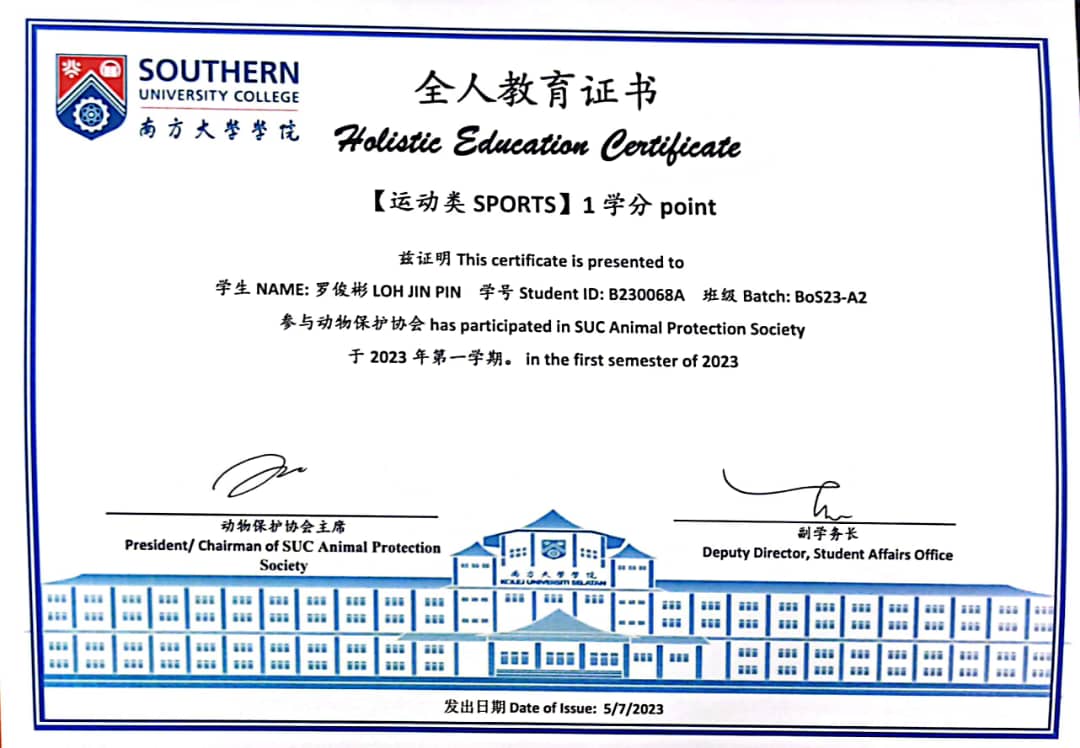 SOUTHERN
UNIVERSITY COLLEGE
南方大學學院
全人教育证书
Holistic Education Certificate
【运动类 SPORTS】1 学分 point
兹证明 This certificate is presented to
学生 NAME: 罗俊彬 LOH JIN PIN 学号 Student ID: B230068A 班级 Batch: BoS23-A2
参与动物保护协会 has participated in SUC Animal Protection Society
于 2023 年第一学期。 in the first semester of 2023
动物保护协会主席
President/ Chairman of SUC Animal Protection
Society
副学务长
Deputy Director, Student Affairs Office
南方大學學院
KOLEJ UNIVERSITI SELATAN
发出日期 Date of Issue: 5/7/2023